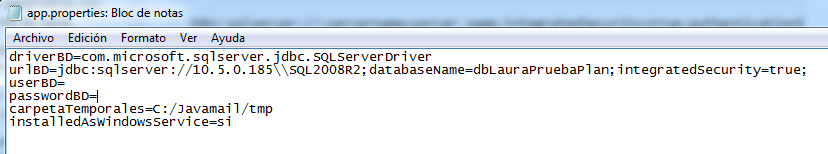 app.properties: Bloc de notas
Archivo Edición Formato Ver Ayuda
driverBD=com.microsoft.sqlserver.jdbc.SQLServerDriver
urlBD=jdbc:sqlserver://10.5.0.185\\SQL2008R2;databaseName=dbLauraPruebaPlan;integratedSecurity=true;
userBD=
passwordBD=
carpetaTemporales=C:/Javamail/tmp
installedAsWindowsService=si